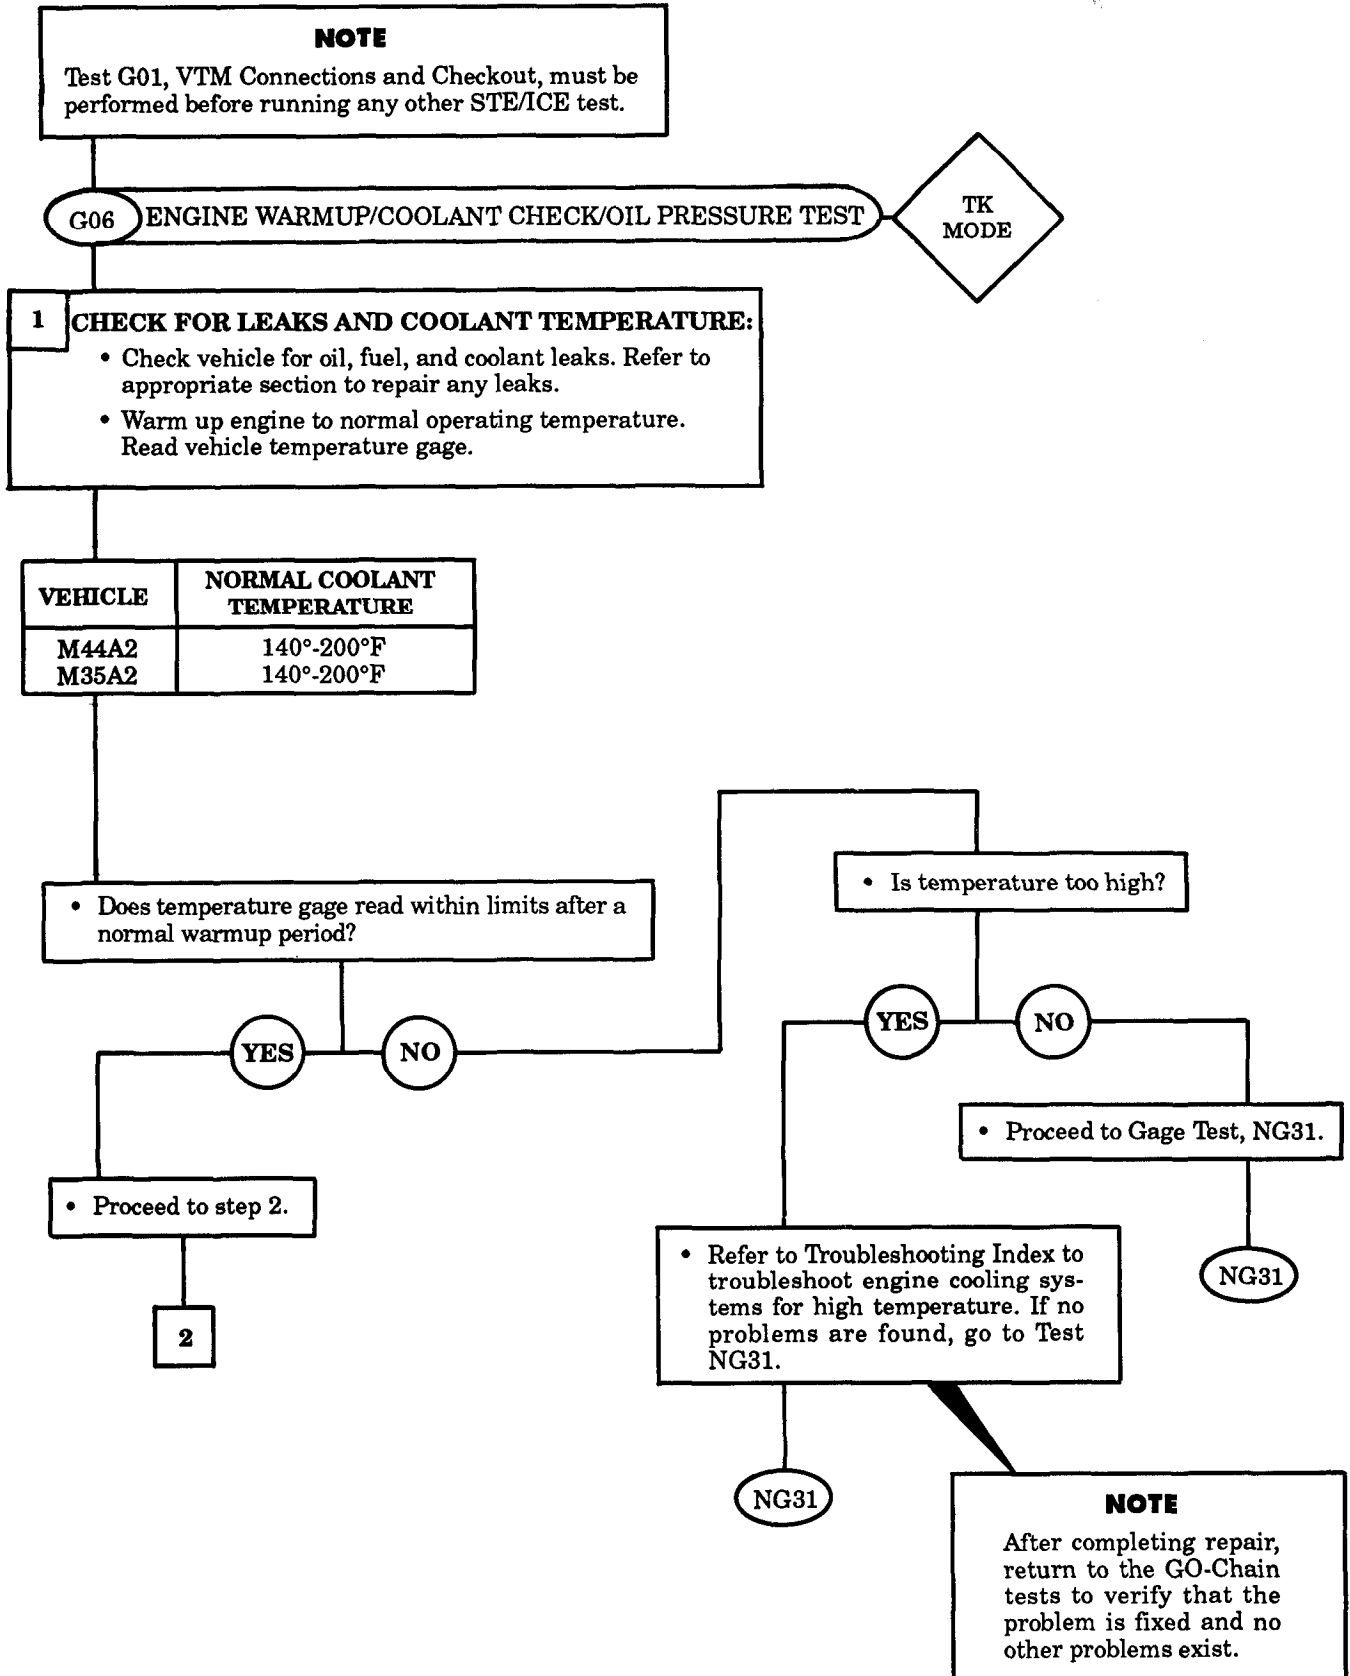 NOTE
Test G01, VTM Connections and Checkout, must be
performed before running any other STE/ICE test.
G06
ENGINE WARMUP/COOLANT CHECK/OIL PRESSURE TEST
TK
MODE
1
CHECK FOR LEAKS AND COOLANT TEMPERATURE:
• Check vehicle for oil, fuel, and coolant leaks. Refer to
appropriate section to repair any leaks.
• Warm up engine to normal operating temperature.
Read vehicle temperature gage.
VEHICLE
NORMAL COOLANT
TEMPERATURE
M44A2 140°-200°F
M35A2 140°-200°F
• Does temperature gage read within limits after a
normal warmup period?
YES
NO
• Proceed to step 2.
2
• Is temperature too high?
YES
NO
• Proceed to Gage Test, NG31.
NG31
• Refer to Troubleshooting Index to
troubleshoot engine cooling sys-
tems for high temperature. If no
problems are found, go to Test
NG31.
NG31
NOTE
After completing repair,
return to the GO-Chain
tests to verify that the
problem is fixed and no
other problems exist.